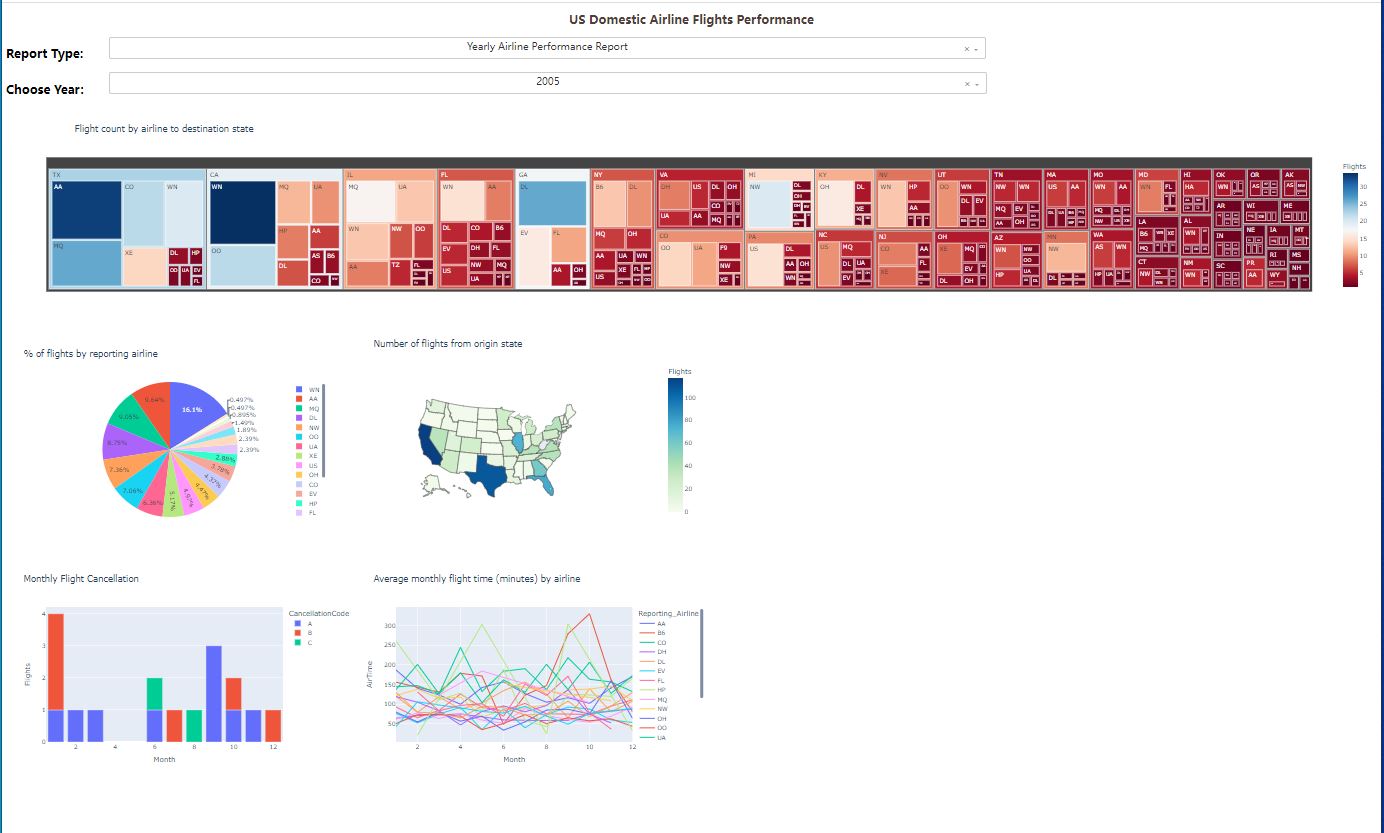 US Domestic Airline Flights Performance
Report Type:
Yearly Airline Performance Report
Choose Year:
2005
Flight count by airline to destination state
TX CA IL FL GA NY VA MI KY NV UT TN MA MO MD HI OK OR AK
AA CO WN WN MQ UA MQ UA WN AA DL B6 DL
MQ XE DL HP OO UA EV FL
OO HP AA DL AS B6 CO
WN NW OO AA TZ FL
DL CO B6 EV DH FL US NW MQ UA
EV FL AA OH
MQ OH AA UA WN US XE FL
DH US DL OH CO UA AA MQ
CO OO UA F9 NW XE
NW DL OH
PA US DL AA OH WN
OH DL XE
NC US MQ DL UA EV
WN HP AA
NJ CO AA FL XE
OO WN DL EV
OH XE MQ EV DL OH
NW WN MQ EV OH
AZ WN NW OO HP UA
US AA
MN NW
WN AA
WA AS WN HP UA
WN FL
LA B6
CT NW DL
HA WN
AL
NM WN
WN AR IN SC
AS WI NE PR AA
AS NW ME IA MT RI MS WY NH
Flights
30
25
20
15
10
5
% of flights by reporting airline
16.1%
9.64%
9.05%
8.75%
7.36%
7.06%
6.36%
5.17%
4.97%
4.47%
4.37%
3.78%
2.88%
2.39%
2.39%
1.89%
1.49%
0.895%
0.497%
0.497%
WN
AA
MQ
DL
NW
OO
UA
XE
US
OH
CO
EV
HP
FL
Number of flights from origin state
Flights
100
80
60
40
20
0
Monthly Flight Cancellation
4
3
2
1
0
Flights
2 4 6 8 10 12
Month
CancellationCode
A
B
C
Average monthly flight time (minutes) by airline
300
250
200
150
100
50
AirTime
2 4 6 8 10 12
Month
Reporting_Airline
AA
B6
CO
DH
DL
EV
FL
HP
MQ
NW
OH
OO
UA